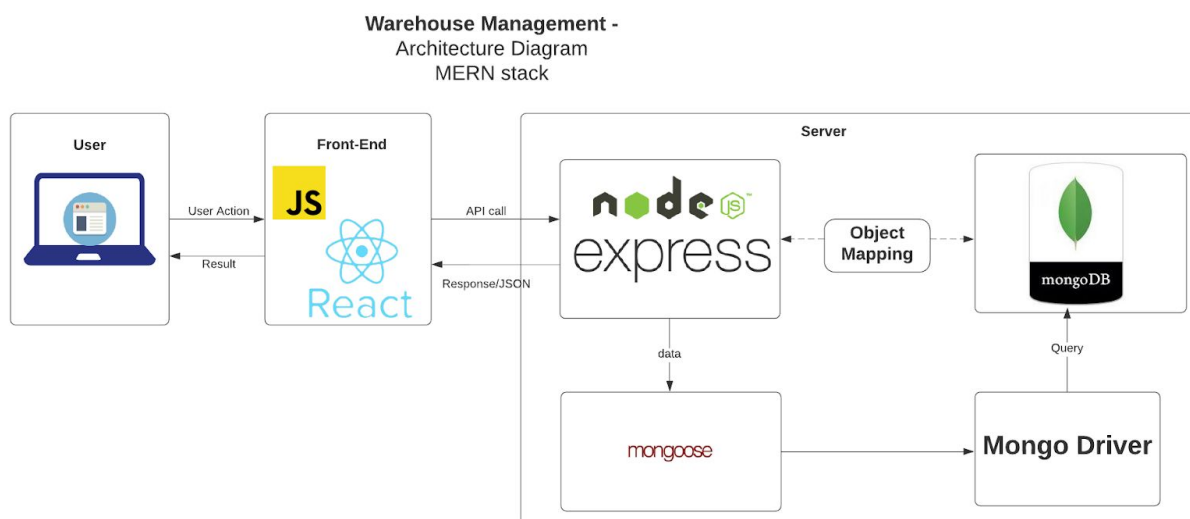 Warehouse Management -
Architecture Diagram
MERN stack
User
Front-End
Server
JS
node
JS
™
express
React
User Action
Result
API call
Response/JSON
Object
Mapping
mongoDB
data
Query
mongoose
Mongo Driver